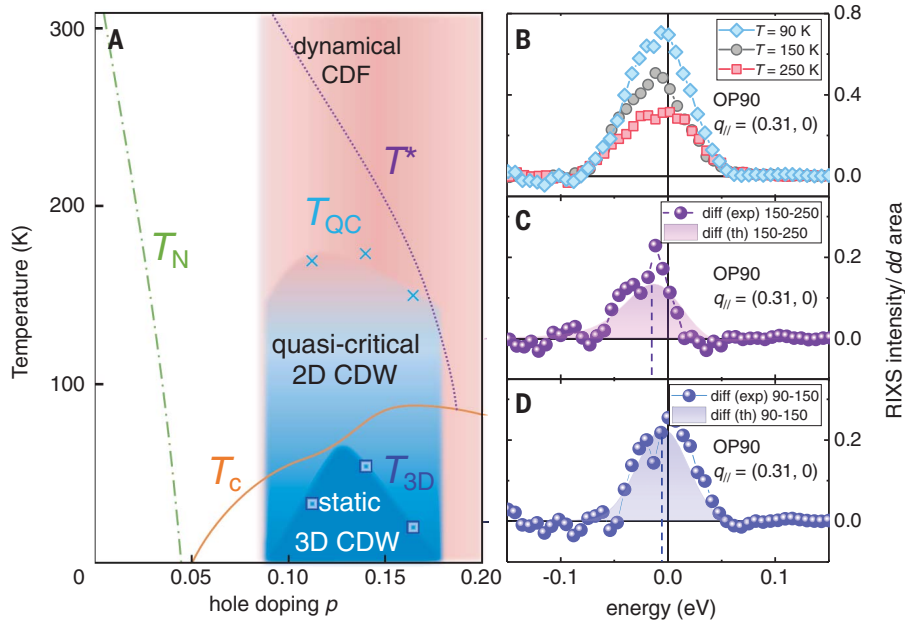 A
300
200
100
0
Temperature (K)
0.00
0.05
0.10
0.15
0.20
hole doping p
dynamical
CDF
T*
T_QC
T_N
quasi-critical
2D CDW
T_c
T_3D
static
3D CDW
B
T = 90 K
T = 150 K
T = 250 K
OP90
q_// = (0.31, 0)
0.8
0.4
0.0
C
diff (exp) 150-250
diff (th) 150-250
OP90
q_// = (0.31, 0)
0.2
0.0
D
diff (exp) 90-150
diff (th) 90-150
OP90
q_// = (0.31, 0)
0.2
0.0
-0.1
0.0
0.1
energy (eV)
RIXS intensity/ dd area